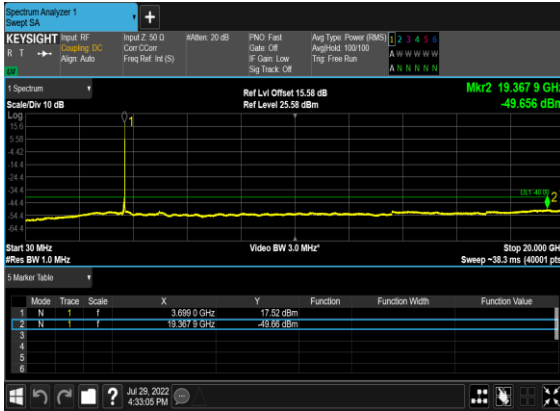 Spectrum Analyzer 1
Swept SA
+
KEYSIGHT Input: RF Input Z: 50 Ω #Atten: 20 dB PNO: Fast Avg Type: Power (RMS) 1 2 3 4 5 6
R T Coupling: DC Corr CCorr Gate: Off Avg|Hold: 100/100 A W W W W W
Align: Auto Freq Ref: Int (S) IF Gain: Low Trig: Free Run
Sig Track: Off A N N N N N
1 Spectrum Ref Lvl Offset 15.58 dB Mkr2 19.367 9 GHz
Scale/Div 10 dB Ref Level 25.58 dBm -49.656 dBm
Log
1
15.6
5.58
-4.42
-14.4
-24.4
-34.4
DL1 -40.00
2
-44.4
-54.4
-64.4
Start 30 MHz Video BW 3.0 MHz* Stop 20.000 GH
#Res BW 1.0 MHz Sweep ~38.3 ms (40001 pts
5 Marker Table
Mode Trace Scale X Y Function Function Width Function Value
1 N 1 f 3.699 0 GHz 17.52 dBm
2 N 1 f 19.367 9 GHz -49.66 dBm
3
4
5
6
? Jul 29, 2022
4:33:05 PM